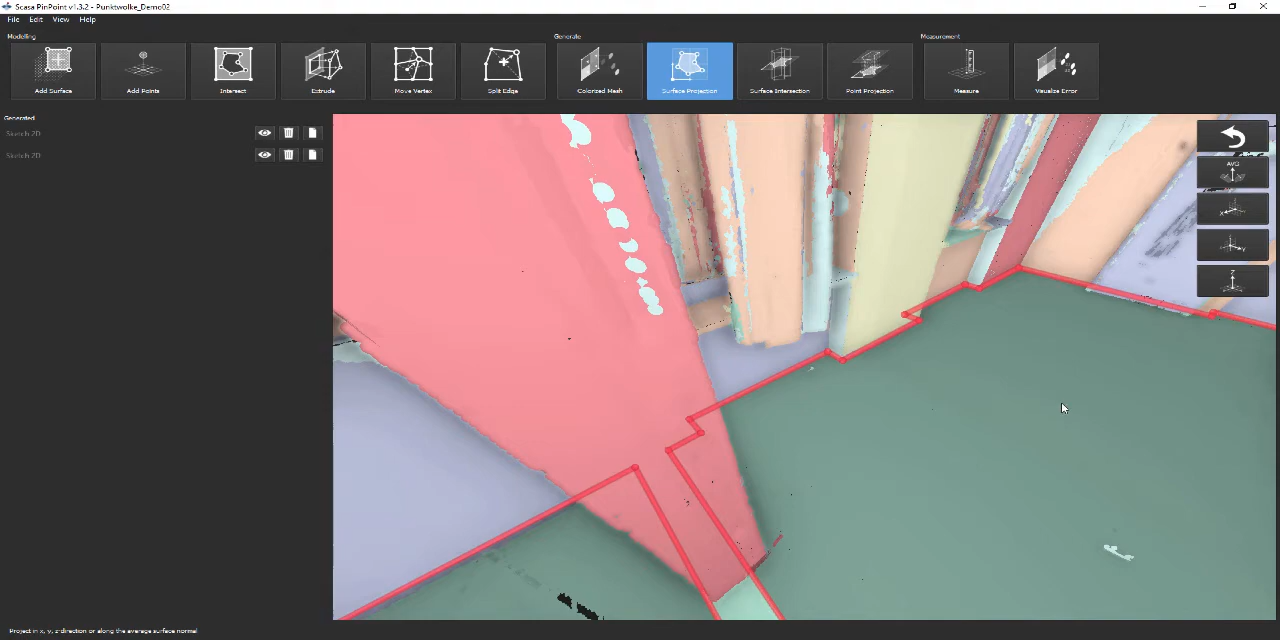 Scasa PinPoint v1.3.2 - Punktwolke_Demo02
File Edit View Help
Modeling Generate Measurement
Add Surface Add Points Intersect Extrude Move Vertex Split Edge Colorized Mesh Surface Projection Surface Intersection Point Projection Measure Visualize Error
Generated
Sketch 2D
Sketch 2D
AVG
X
Y
Z
Project in x, y, z-direction or along the average surface normal